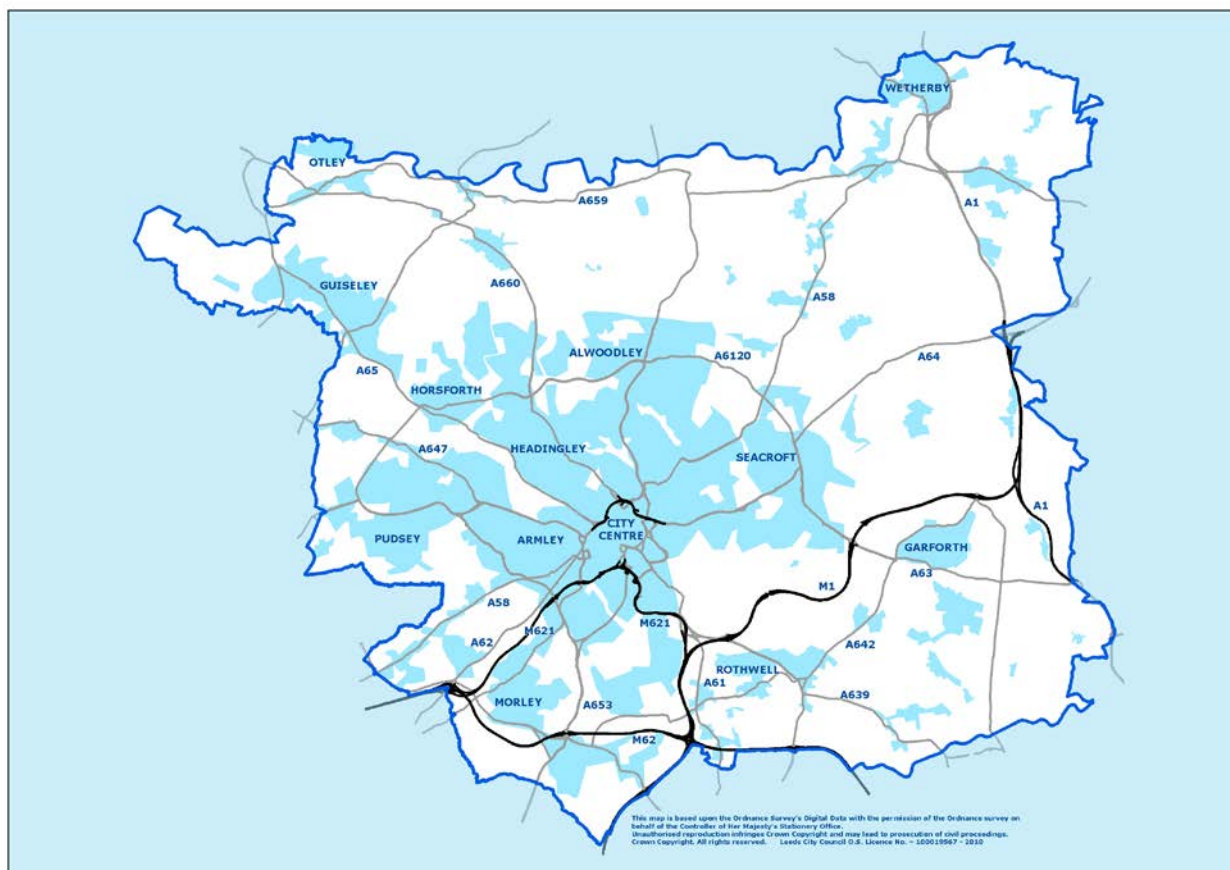 WETHERBY
OTLEY
A659
A1
GUISELEY
A660
A58
ALWOODLEY
A6120
A64
A65
HORSFORTH
HEADINGLEY
A647
SEACROFT
A1
CITY
CENTRE
PUDSEY
ARMLEY
GARFORTH
A63
M1
A58
M621
M621
A62
A642
ROTHWELL
A61
A639
MORLEY
A653
M62
This map is based upon the Ordnance Survey's Digital Data with the permission of the Ordnance survey on
behalf of the Controller of Her Majesty's Stationery Office.
Unauthorised reproduction infringes Crown Copyright and may lead to prosecution of civil proceedings.
Crown Copyright. All rights reserved. Leeds City Council O.S. Licence No. – 100019567 - 2010